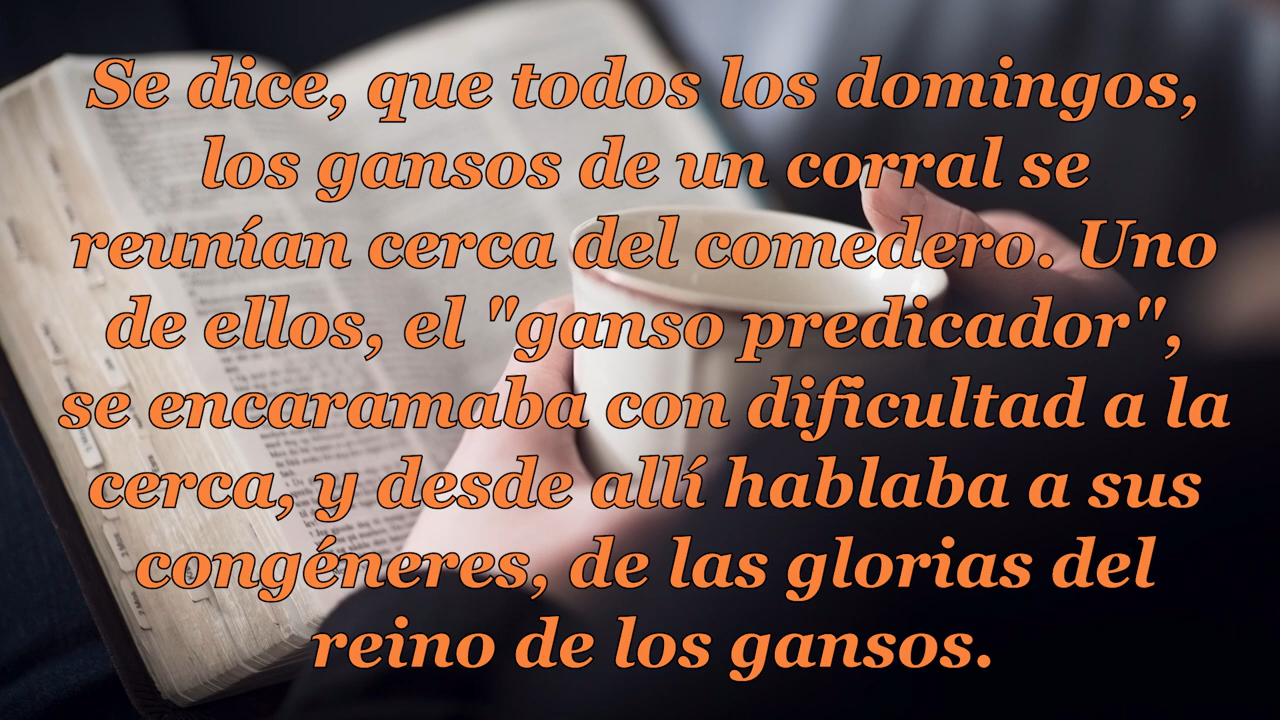 Se dice, que todos los domingos,
los gansos de un corral se
reunían cerca del comedero. Uno
de ellos, el "ganso predicador",
se encaramaba con dificultad a la
cerca, y desde allí hablaba a sus
congéneres, de las glorias del
reino de los gansos.